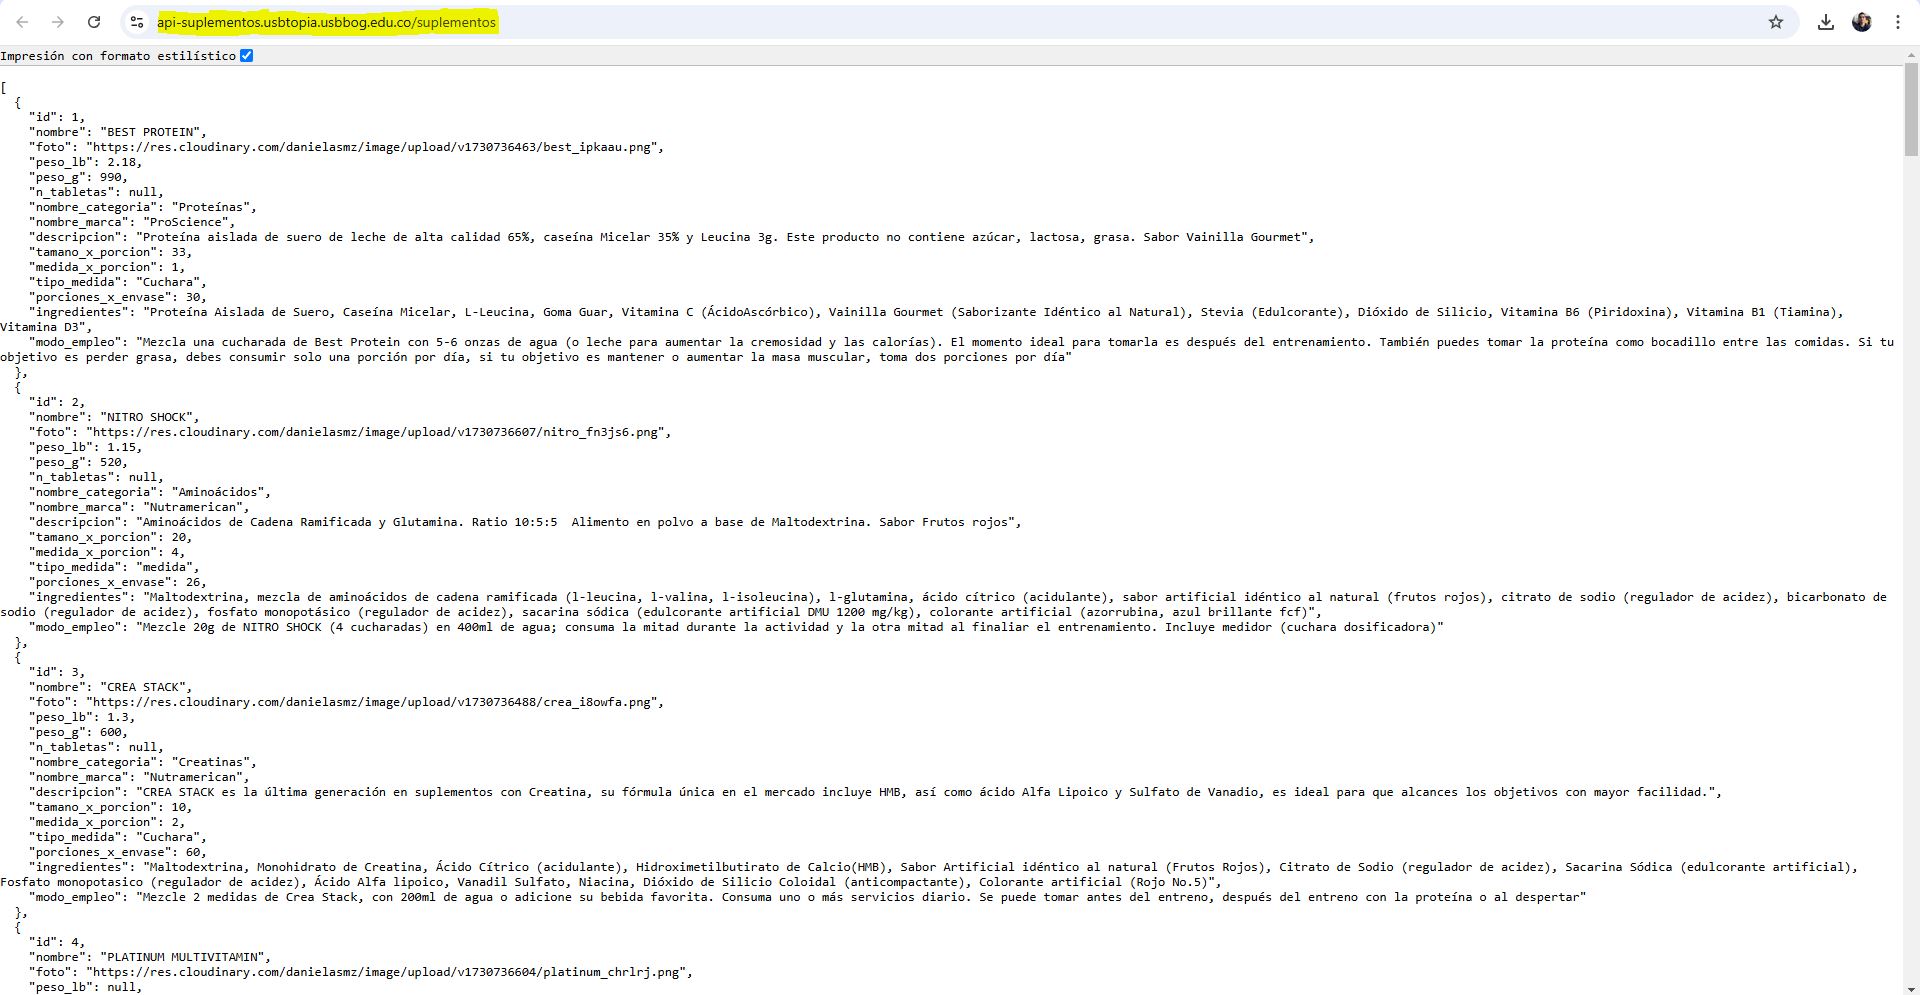 api-suplementos.usbtopia.usbbog.edu.co/suplementos
Impresión con formato estilístico
[
  {
    "id": 1,
    "nombre": "BEST PROTEIN",
    "foto": "https://res.cloudinary.com/danielasmz/image/upload/v1730736463/best_ipkaau.png",
    "peso_lb": 2.18,
    "peso_g": 990,
    "n_tabletas": null,
    "nombre_categoria": "Proteínas",
    "nombre_marca": "ProScience",
    "descripcion": "Proteína aislada de suero de leche de alta calidad 65%, caseína Micelar 35% y Leucina 3g. Este producto no contiene azúcar, lactosa, grasa. Sabor Vainilla Gourmet",
    "tamano_x_porcion": 33,
    "medida_x_porcion": 1,
    "tipo_medida": "Cuchara",
    "porciones_x_envase": 30,
    "ingredientes": "Proteína Aislada de Suero, Caseína Micelar, L-Leucina, Goma Guar, Vitamina C (ÁcidoAscórbico), Vainilla Gourmet (Saborizante Idéntico al Natural), Stevia (Edulcorante), Dióxido de Silicio, Vitamina B6 (Piridoxina), Vitamina B1 (Tiamina),
Vitamina D3",
    "modo_empleo": "Mezcla una cucharada de Best Protein con 5-6 onzas de agua (o leche para aumentar la cremosidad y las calorías). El momento ideal para tomarla es después del entrenamiento. También puedes tomar la proteína como bocadillo entre las comidas. Si tu
objetivo es perder grasa, debes consumir solo una porción por día, si tu objetivo es mantener o aumentar la masa muscular, toma dos porciones por día"
  },
  {
    "id": 2,
    "nombre": "NITRO SHOCK",
    "foto": "https://res.cloudinary.com/danielasmz/image/upload/v1730736607/nitro_fn3js6.png",
    "peso_lb": 1.15,
    "peso_g": 520,
    "n_tabletas": null,
    "nombre_categoria": "Aminoácidos",
    "nombre_marca": "Nutramerican",
    "descripcion": "Aminoácidos de Cadena Ramificada y Glutamina. Ratio 10:5:5  Alimento en polvo a base de Maltodextrina. Sabor Frutos rojos",
    "tamano_x_porcion": 20,
    "medida_x_porcion": 4,
    "tipo_medida": "medida",
    "porciones_x_envase": 26,
    "ingredientes": "Maltodextrina, mezcla de aminoácidos de cadena ramificada (l-leucina, l-valina, l-isoleucina), l-glutamina, ácido cítrico (acidulante), sabor artificial idéntico al natural (frutos rojos), citrato de sodio (regulador de acidez), bicarbonato de
sodio (regulador de acidez), fosfato monopotásico (regulador de acidez), sacarina sódica (edulcorante artificial DMU 1200 mg/kg), colorante artificial (azorrubina, azul brillante fcf)",
    "modo_empleo": "Mezcle 20g de NITRO SHOCK (4 cucharadas) en 400ml de agua; consuma la mitad durante la actividad y la otra mitad al finaliar el entrenamiento. Incluye medidor (cuchara dosificadora)"
  },
  {
    "id": 3,
    "nombre": "CREA STACK",
    "foto": "https://res.cloudinary.com/danielasmz/image/upload/v1730736488/crea_i8owfa.png",
    "peso_lb": 1.3,
    "peso_g": 600,
    "n_tabletas": null,
    "nombre_categoria": "Creatinas",
    "nombre_marca": "Nutramerican",
    "descripcion": "CREA STACK es la última generación en suplementos con Creatina, su fórmula única en el mercado incluye HMB, así como ácido Alfa Lipoico y Sulfato de Vanadio, es ideal para que alcances los objetivos con mayor facilidad.",
    "tamano_x_porcion": 10,
    "medida_x_porcion": 2,
    "tipo_medida": "Cuchara",
    "porciones_x_envase": 60,
    "ingredientes": "Maltodextrina, Monohidrato de Creatina, Ácido Cítrico (acidulante), Hidroximetilbutirato de Calcio(HMB), Sabor Artificial idéntico al natural (Frutos Rojos), Citrato de Sodio (regulador de acidez), Sacarina Sódica (edulcorante artificial),
Fosfato monopotasico (regulador de acidez), Ácido Alfa lipoico, Vanadil Sulfato, Niacina, Dióxido de Silicio Coloidal (anticompactante), Colorante artificial (Rojo No.5)",
    "modo_empleo": "Mezcle 2 medidas de Crea Stack, con 200ml de agua o adicione su bebida favorita. Consuma uno o más servicios diario. Se puede tomar antes del entreno, después del entreno con la proteína o al despertar"
  },
  {
    "id": 4,
    "nombre": "PLATINUM MULTIVITAMIN",
    "foto": "https://res.cloudinary.com/danielasmz/image/upload/v1730736604/platinum_chrlrj.png",
    "peso_lb": null,